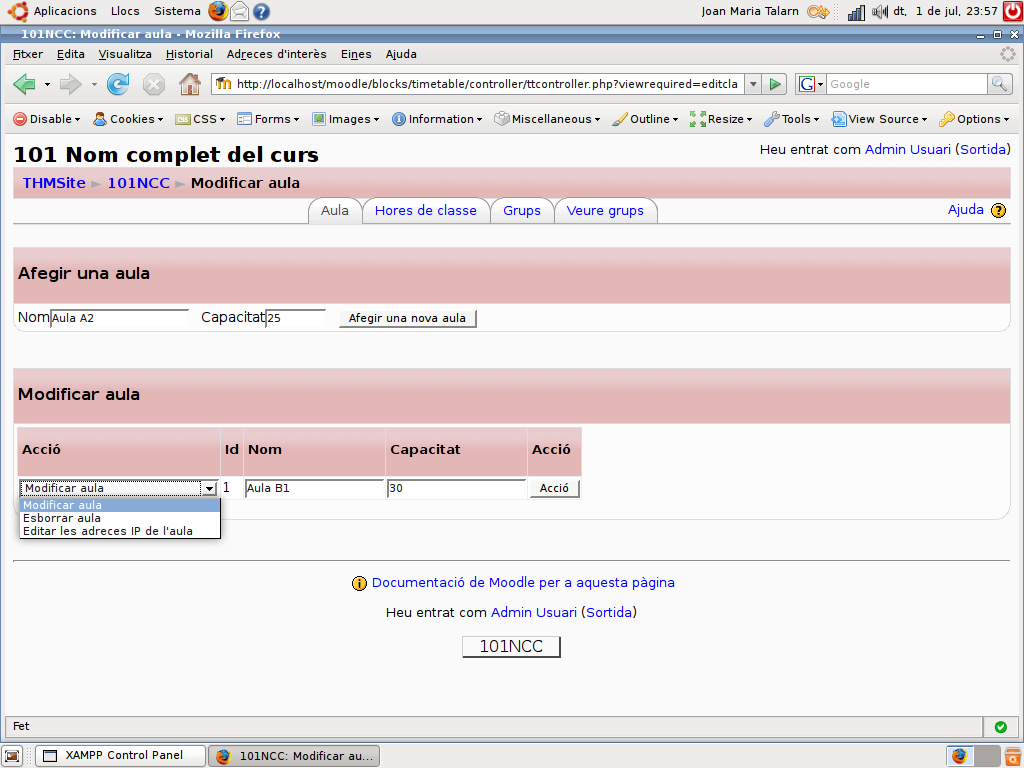 Aplicacions Llocs Sistema Joan Maria Talarn dt, 1 de jul, 23:57
101NCC: Modificar aula - Mozilla Firefox
Fitxer Edita Visualitza Historial Adreces d'interès Eines Ajuda
http://localhost/moodle/blocks/timetable/controller/ttcontroller.php?viewrequired=editcla G Google
Disable Cookies CSS Forms Images Information Miscellaneous Outline Resize Tools View Source Options
101 Nom complet del curs Heu entrat com Admin Usuari (Sortida)
THMSite ► 101NCC ► Modificar aula
Aula Hores de classe Grups Veure grups Ajuda
Afegir una aula
Nom Aula A2 Capacitat 25 Afegir una nova aula
Modificar aula
Acció Id Nom Capacitat Acció
Modificar aula 1 Aula B1 30 Acció
Modificar aula
Esborrar aula
Editar les adreces IP de l'aula
Documentació de Moodle per a aquesta pàgina
Heu entrat com Admin Usuari (Sortida)
101NCC
Fet
XAMPP Control Panel 101NCC: Modificar au...